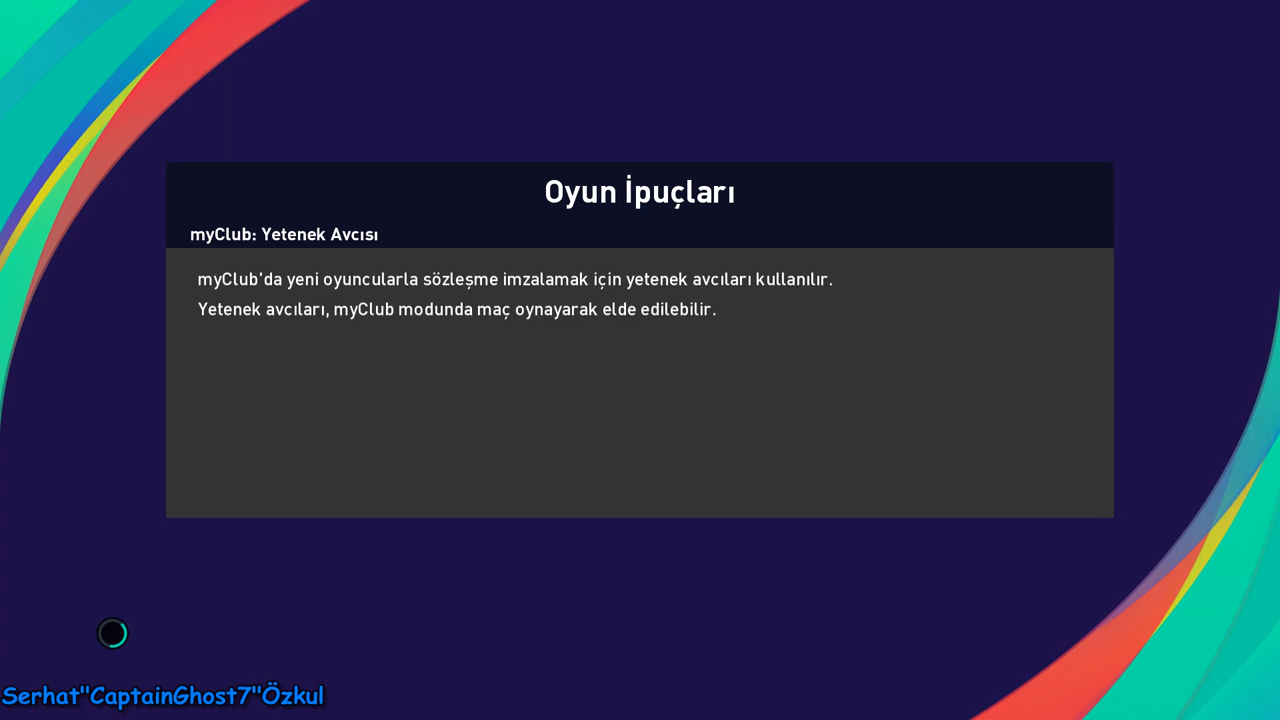 Oyun İpuçları
myClub: Yetenek Avcısı
myClub'da yeni oyuncularla sözleşme imzalamak için yetenek avcıları kullanılır.
Yetenek avcıları, myClub modunda maç oynayarak elde edilebilir.
Serhat"CaptainGhost7"Özkul